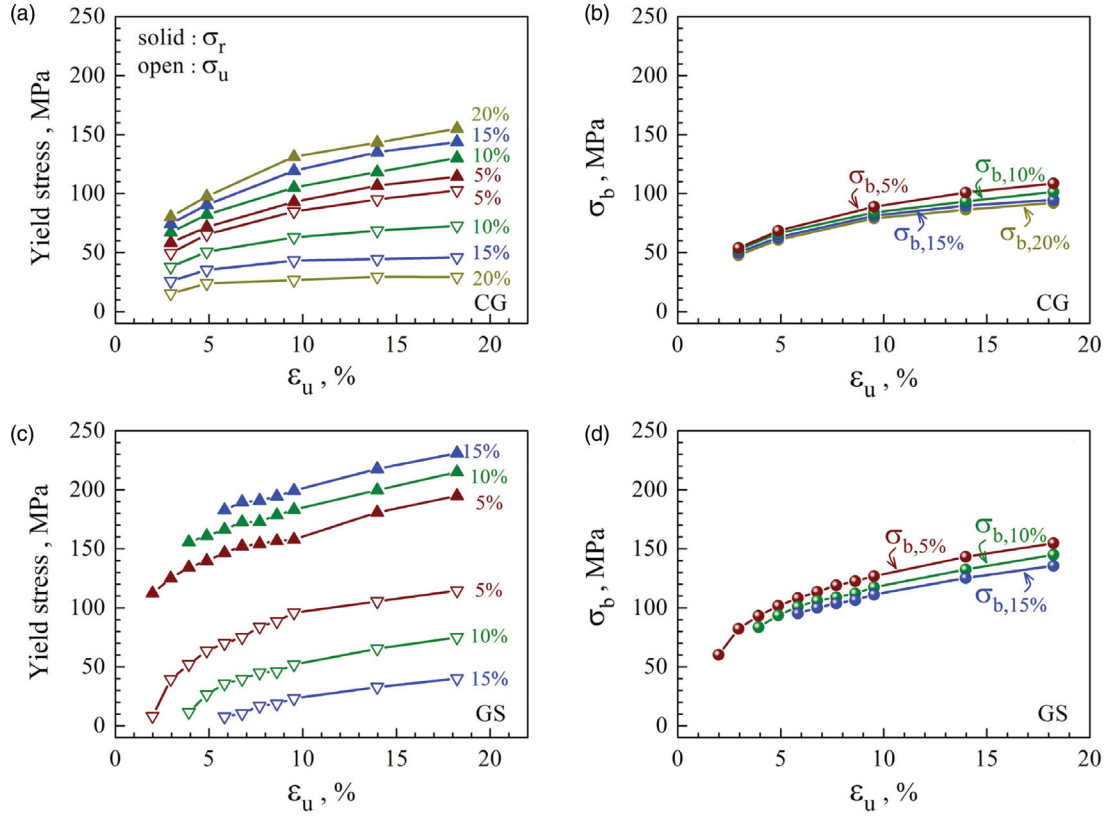 (a)
250
200
150
100
50
0
Yield stress , MPa
solid : σr
open : σu
20%
15%
10%
5%
5%
10%
15%
20%
CG
0 5 10 15 20
εu , %
(b)
250
200
150
100
50
0
σb , MPa
σb,5%
σb,10%
σb,15%
σb,20%
CG
0 5 10 15 20
εu , %
(c)
250
200
150
100
50
0
Yield stress , MPa
15%
10%
5%
5%
10%
15%
GS
0 5 10 15 20
εu , %
(d)
250
200
150
100
50
0
σb , MPa
σb,5%
σb,10%
σb,15%
GS
0 5 10 15 20
εu , %